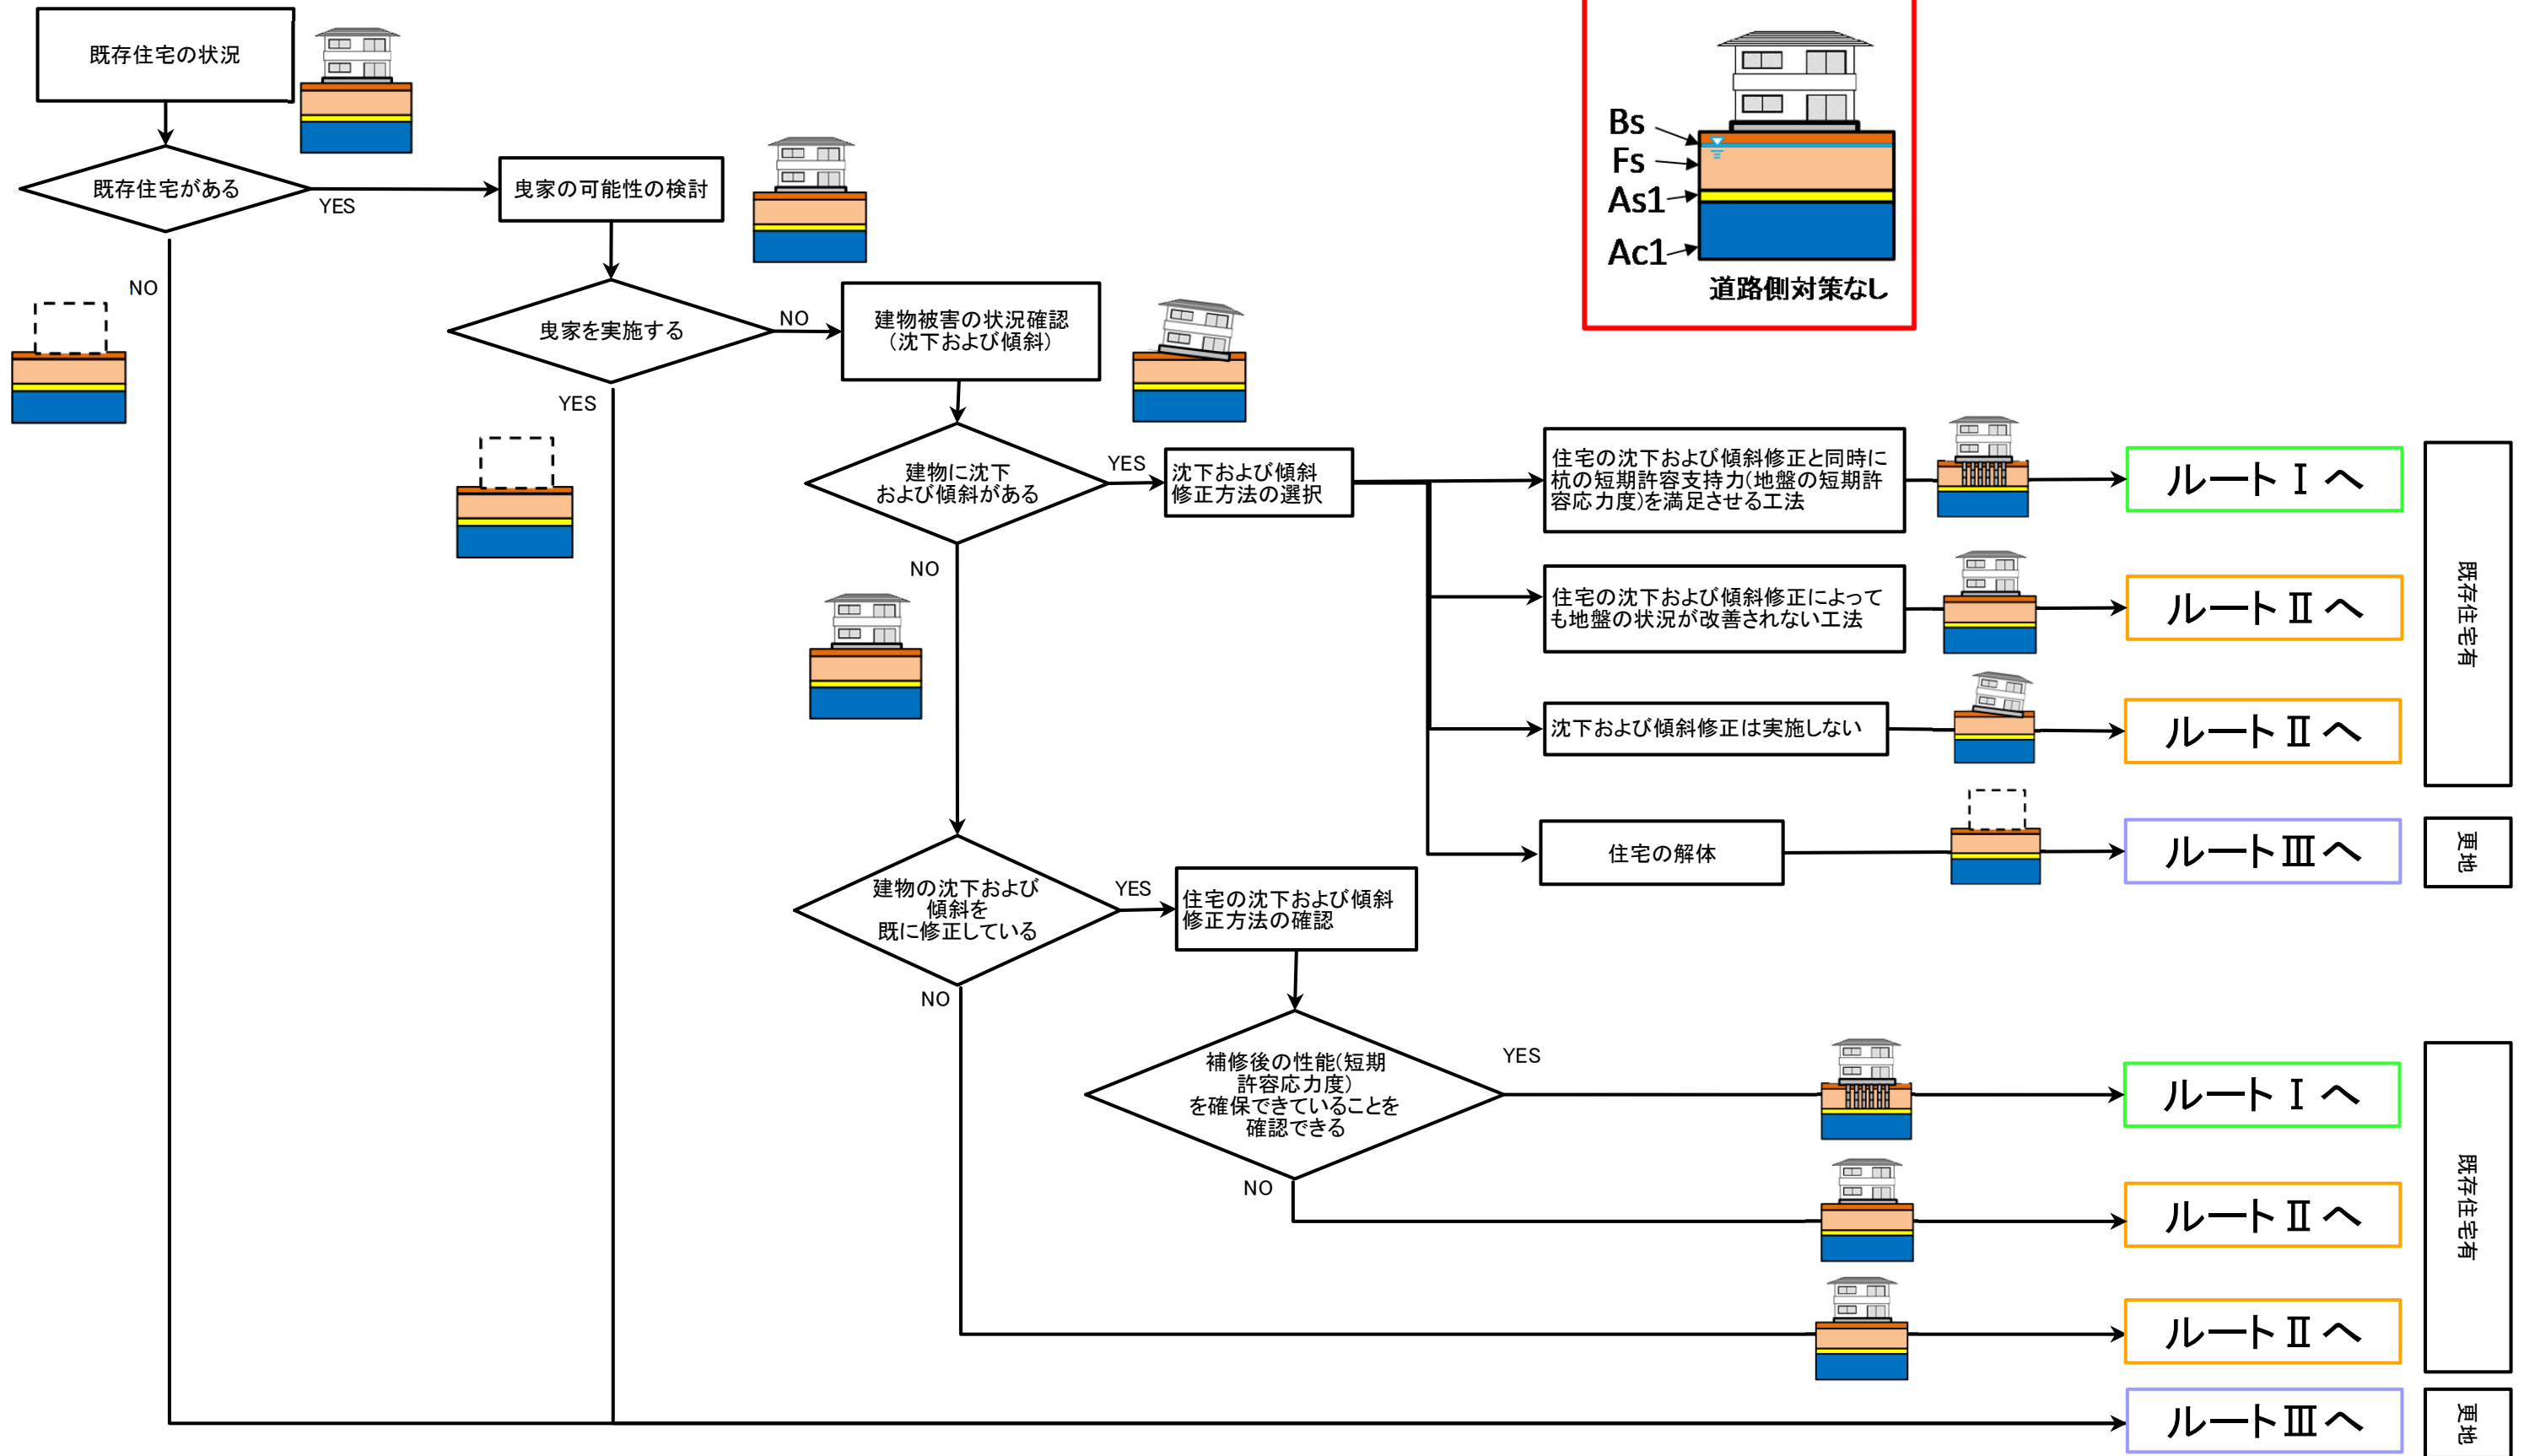 既存住宅の状況
既存住宅がある
YES
NO
曳家の可能性の検討
曳家を実施する
NO
YES
建物被害の状況確認
(沈下および傾斜)
建物に沈下
および傾斜がある
YES
NO
沈下および傾斜
修正方法の選択
Bs
Fs
As1
Ac1
道路側対策なし
住宅の沈下および傾斜修正と同時に
杭の短期許容支持力(地盤の短期許
容応力度)を満足させる工法
ルートⅠへ
住宅の沈下および傾斜修正によって
も地盤の状況が改善されない工法
ルートⅡへ
沈下および傾斜修正は実施しない
ルートⅡへ
既存住宅有
住宅の解体
ルートⅢへ
更地
建物の沈下および
傾斜を
既に修正している
YES
NO
住宅の沈下および傾斜
修正方法の確認
補修後の性能(短期
許容応力度)
を確保できていることを
確認できる
YES
NO
ルートⅠへ
ルートⅡへ
ルートⅡへ
既存住宅有
ルートⅢへ
更地